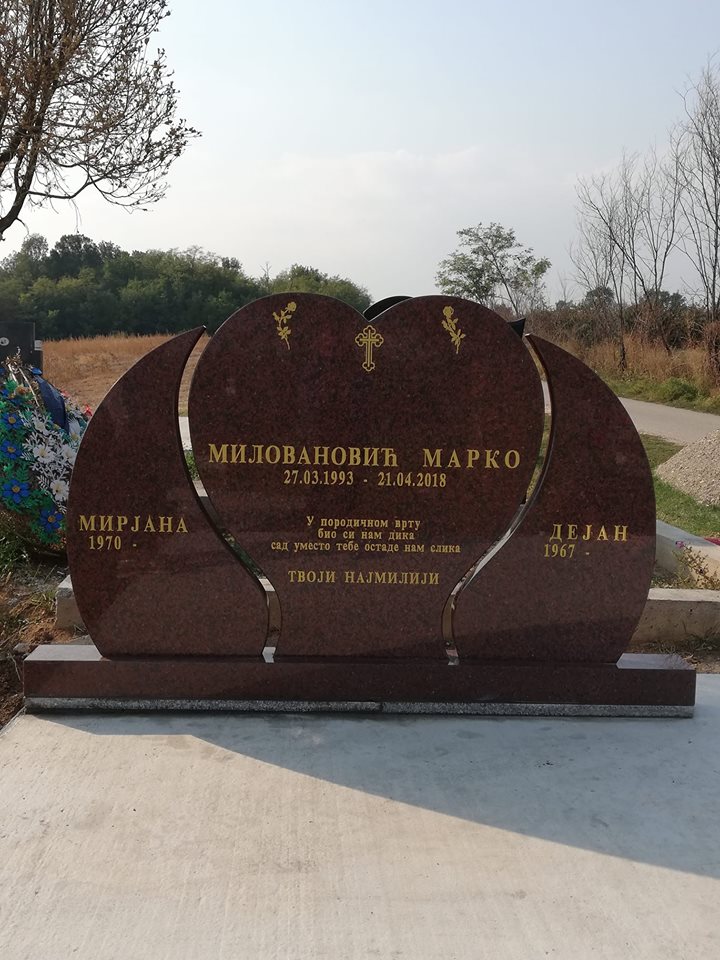 МИЛОВАНОВИЋ МАРКО
27.03.1993 - 21.04.2018
У породичном врту
био си нам дика
сад уместо тебе остаде нам слика
ТВОЈИ НАЈМИЛИЈИ
МИРЈАНА
1970 -
ДЕЈАН
1967 -